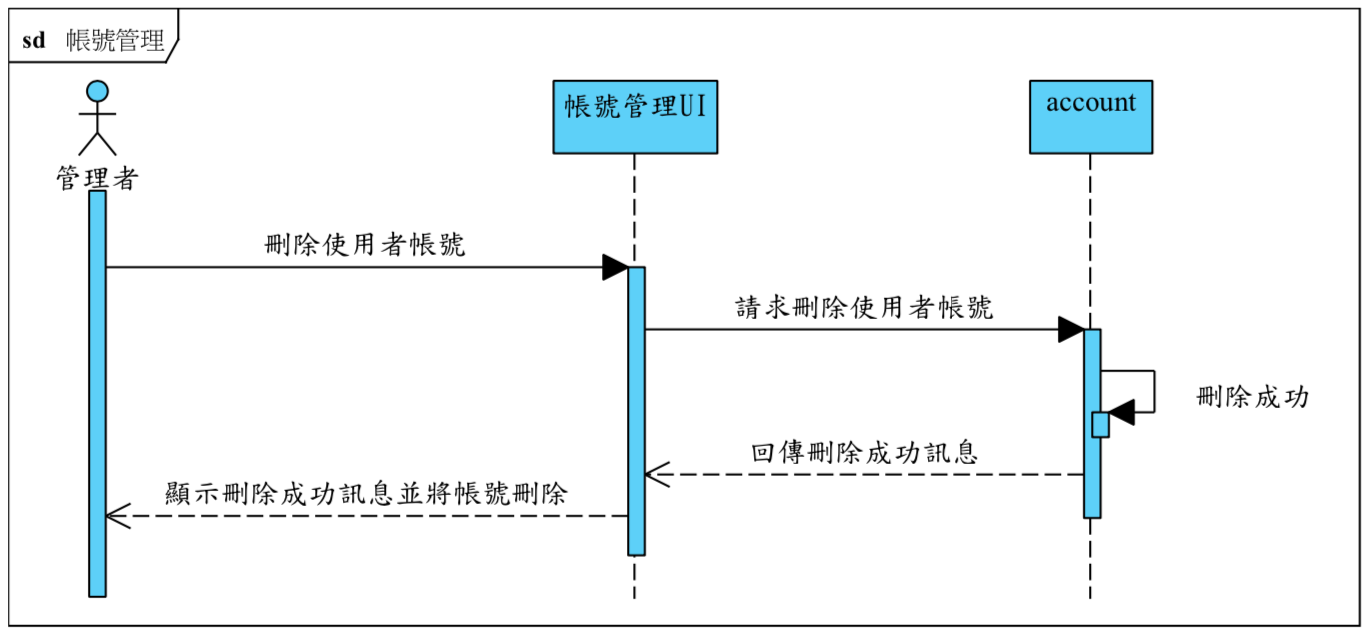 sd 帳號管理
管理者
帳號管理UI
account
刪除使用者帳號
請求刪除使用者帳號
刪除成功
回傳刪除成功訊息
顯示刪除成功訊息並將帳號刪除